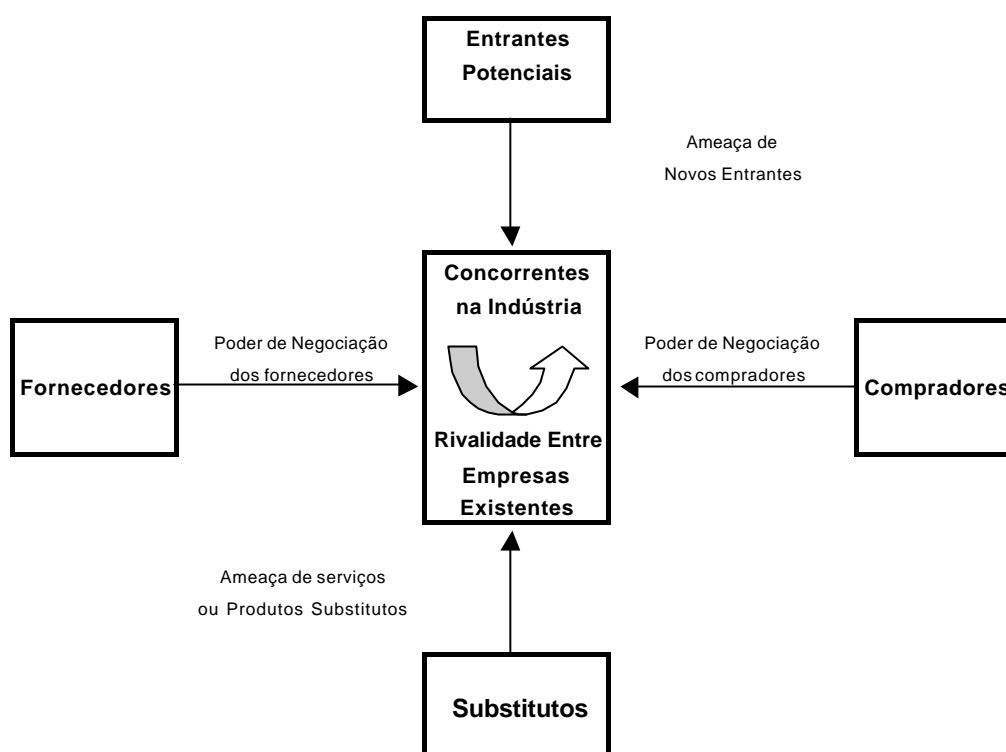 Entrantes
Potenciais
Ameaça de
Novos Entrantes
Concorrentes
na Indústria
Poder de Negociação
dos fornecedores
Poder de Negociação
dos compradores
Fornecedores
Compradores
Rivalidade Entre
Empresas
Existentes
Ameaça de serviços
ou Produtos Substitutos
Substitutos